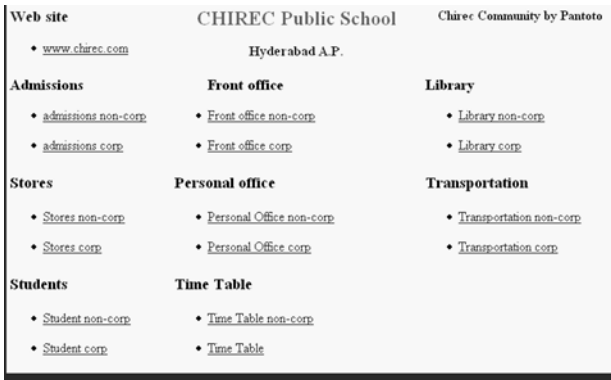 Web site
CHIREC Public School
Chirec Community by Pantoto
www.chirec.com
Hyderabad A.P.
Admissions
Front office
Library
admissions non-corp
Front office non-corp
Library non-corp
admissions corp
Front office corp
Library corp
Stores
Personal office
Transportation
Stores non-corp
Personal Office non-corp
Transportation non-corp
Stores corp
Personal Office corp
Transportation corp
Students
Time Table
Student non-corp
Time Table non-corp
Student corp
Time Table